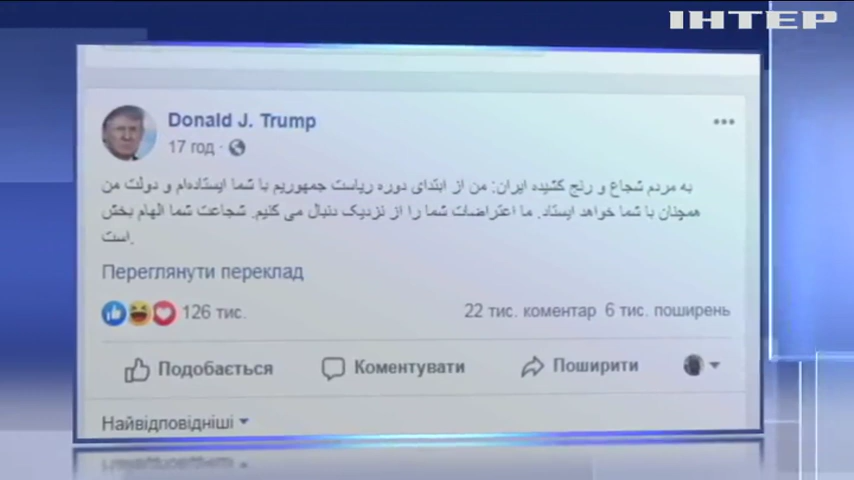 ІНТЕР
Donald J. Trump
17 год ·
به مردم شجاع و رنج کشیده ایران: من از ابتدای دوره ریاست جمهوریم با شما ایستاده‌ام و دولت من
همچنان با شما خواهد ایستاد. ما اعتراضات شما را از نزدیک دنبال می کنیم. شجاعت شما الهام بخش
است.
Переглянути переклад
126 тис.
22 тис. коментар 6 тис. поширень
Подобається
Коментувати
Поширити
Найвідповідніші